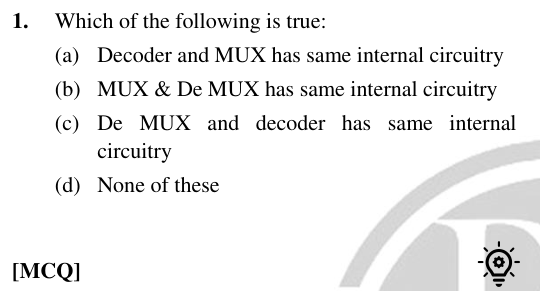 1. Which of the following is true:
(a) Decoder and MUX has same internal circuitry
(b) MUX & De MUX has same internal circuitry
(c) De MUX and decoder has same internal
circuitry
(d) None of these
[MCQ]